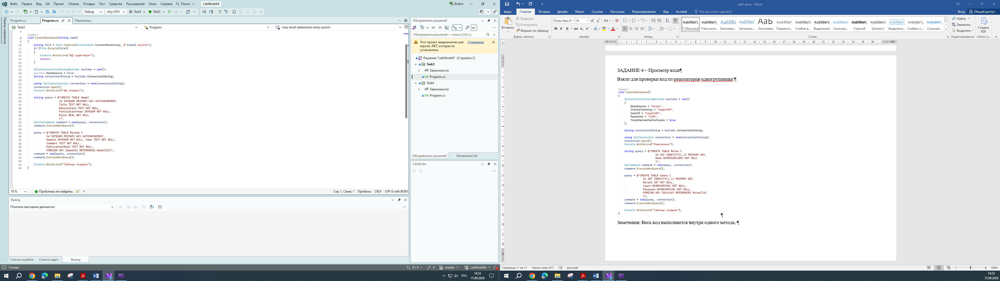 Файл Правка Вид Git Проект Сборка Отладка Тест Средства Расширения Окно Справка Поиск LabWork44 Войти
Debug Any CPU Task3 Task3
Панель элементов
Program.cs Program.cs Параметры
Task3 Program <top-level-statements-entry-point>
7
Ссылок: 1
8 void CreateDatabase(string name)
9 {
10 string file = Path.Combine(Environment.CurrentDirectory, $"{name}.sqlite");
11 if (File.Exists(file))
12 {
13 Console.WriteLine("БД существует");
14 return;
15 }
16
17 SqliteConnectionStringBuilder builder = new();
18 builder.DataSource = file;
19 string connectionString = builder.ConnectionString;
20
21 using SqliteConnection connection = new(connectionString);
22 connection.Open();
23 Console.WriteLine("БД создано");
24
25 string query = @"CREATE TABLE Game(
26 Id INTEGER PRIMARY KEY AUTOINCREMENT,
27 Title TEXT NOT NULL,
28 Description TEXT NOT NULL,
29 PublicationYear INTEGER NOT NULL,
30 Price REAL NOT NULL
31 )";
32 SqliteCommand command = new(query, connection);
33 command.ExecuteNonQuery();
34
35 query = @"CREATE TABLE Review (
36 Id INTEGER PRIMARY KEY AUTOINCREMENT,
37 GameId INTEGER NOT NULL, User TEXT NOT NULL,
38 Comment TEXT NOT NULL,
39 PublicationDate TEXT NOT NULL,
40 FOREIGN KEY (GameId) REFERENCES Game(Id))";
41 command = new(query, connection);
42 command.ExecuteNonQuery();
43
44 Console.WriteLine("Таблицы созданы");
45 }
79 % Проблемы не найдены. Стр: 1, Симв: 1 Пробелы CRLF UTF-8 with BOM
Вывод
Показать выходные данные из:
Список ошибок Список задач Вывод
Готово 0 / 0 0 master LabWork44 1
Обозреватель решений
Обозреватель решений — поиск (Ctrl+;)
Этот проект предназначен для версии .NET, которая не установлена. Установить
Решение "LabWork44" (2 проекта 2)
Task3
Зависимости
C# Program.cs
Task4
Зависимости
C# Program.cs
Обозреватель решений Изменения Git
Свойства
РУС 14:53
15.09.2026
лаб1.docx - Word
Файл Главная Вставка Дизайн Макет Ссылки Рассылки Рецензирование Вид Acrobat Что вы хотите сделать? Вход Общий доступ
Вставить Вырезать Копировать Формат по образцу
Буфер обмена
Times New R 14
Ж К Ч abc x₂ x²
Шрифт
Абзац
¶ Обычный ¶ Без инте... Заголово... Заголово... Заголовок Подзагол... Слабое в... Выделение Сильное... Строгий Цитата 2 Выделенн... Слабая сс... Сильная...
Стили
Найти Заменить Выделить
Редактирование
Создать PDF
Adobe A...
ЗАДАНИЕ·4·–·Просмотр·кода¶
Взяли·для·проверки·код·из·репозитория·одногруппника:¶
Ссылок: 1
void CreateDatabase()
{
SqlConnectionStringBuilder builder = new()
{
DataSource = "mssql",
InitialCatalog = "ispp3104",
UserID = "ispp3104",
Password = "3104",
TrustServerCertificate = true
};
string connectionString = builder.ConnectionString;
using SqlConnection connection = new(connectionString);
connection.Open();
Console.WriteLine("Подключено");
string query = @"CREATE TABLE Roles (
Id INT IDENTITY(1,1) PRIMARY KEY,
Name NVARCHAR(200) NOT NULL
)";
SqlCommand command = new(query, connection);
command.ExecuteNonQuery();
query = @"CREATE TABLE Users (
Id INT IDENTITY(1,1) PRIMARY KEY,
RoleId INT NOT NULL,
Login NVARCHAR(50) NOT NULL,
Password NVARCHAR(30) NOT NULL,
FOREIGN KEY (RoleId) REFERENCES Roles(Id)
)";
command = new(query, connection);
command.ExecuteNonQuery();
Console.WriteLine("Таблицы созданы");
}
¶
Замечания:·Весь·код·выполняется·внутри·одного·метода,·¶
Страница 11 из 11 Число слов: 677 русский 100%
14:53
15.09.2026